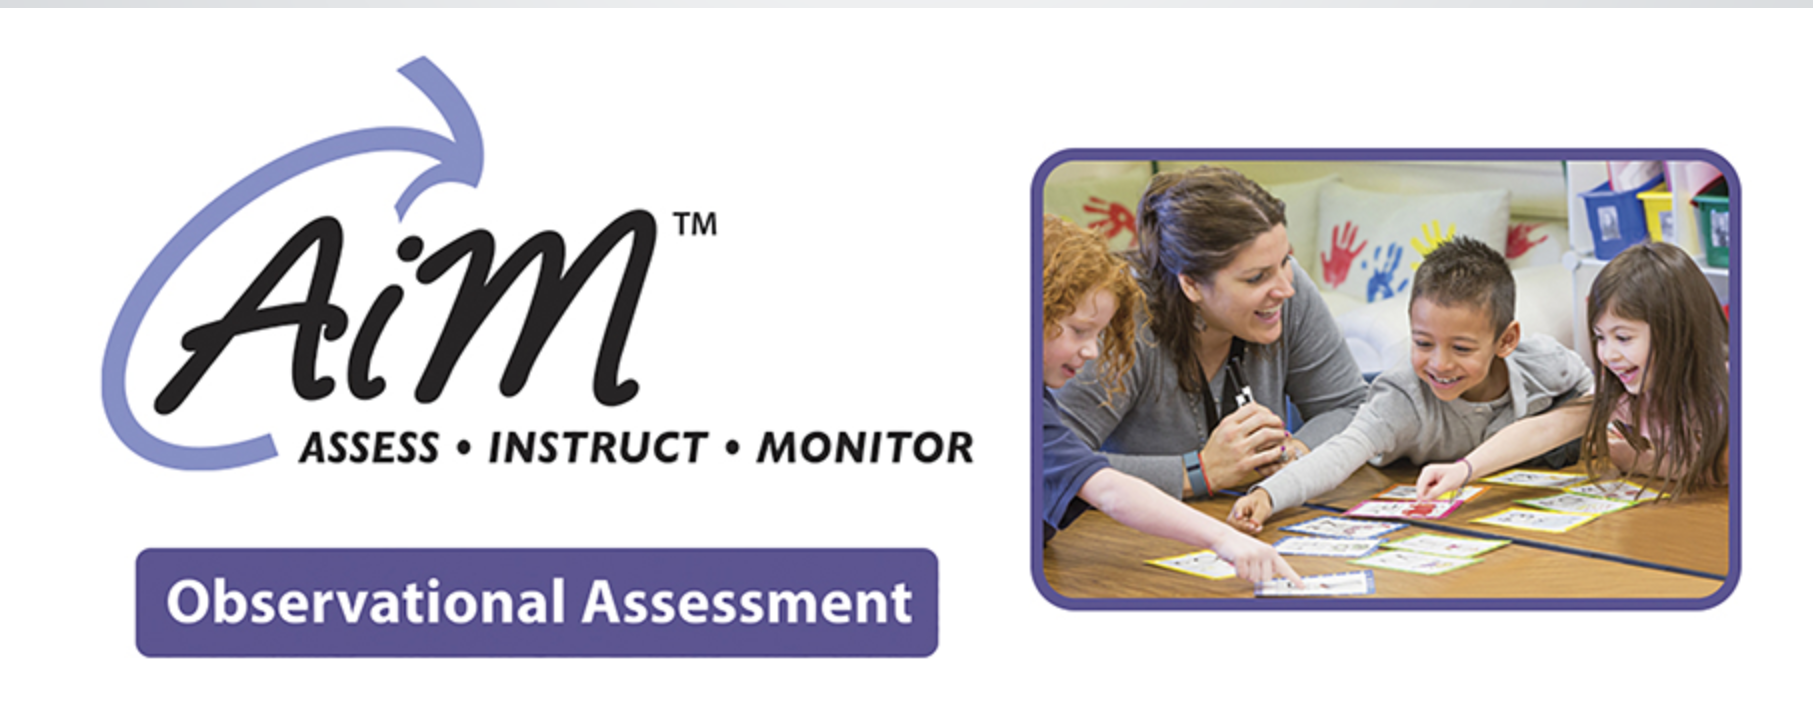 AiM™
ASSESS • INSTRUCT • MONITOR
Observational Assessment